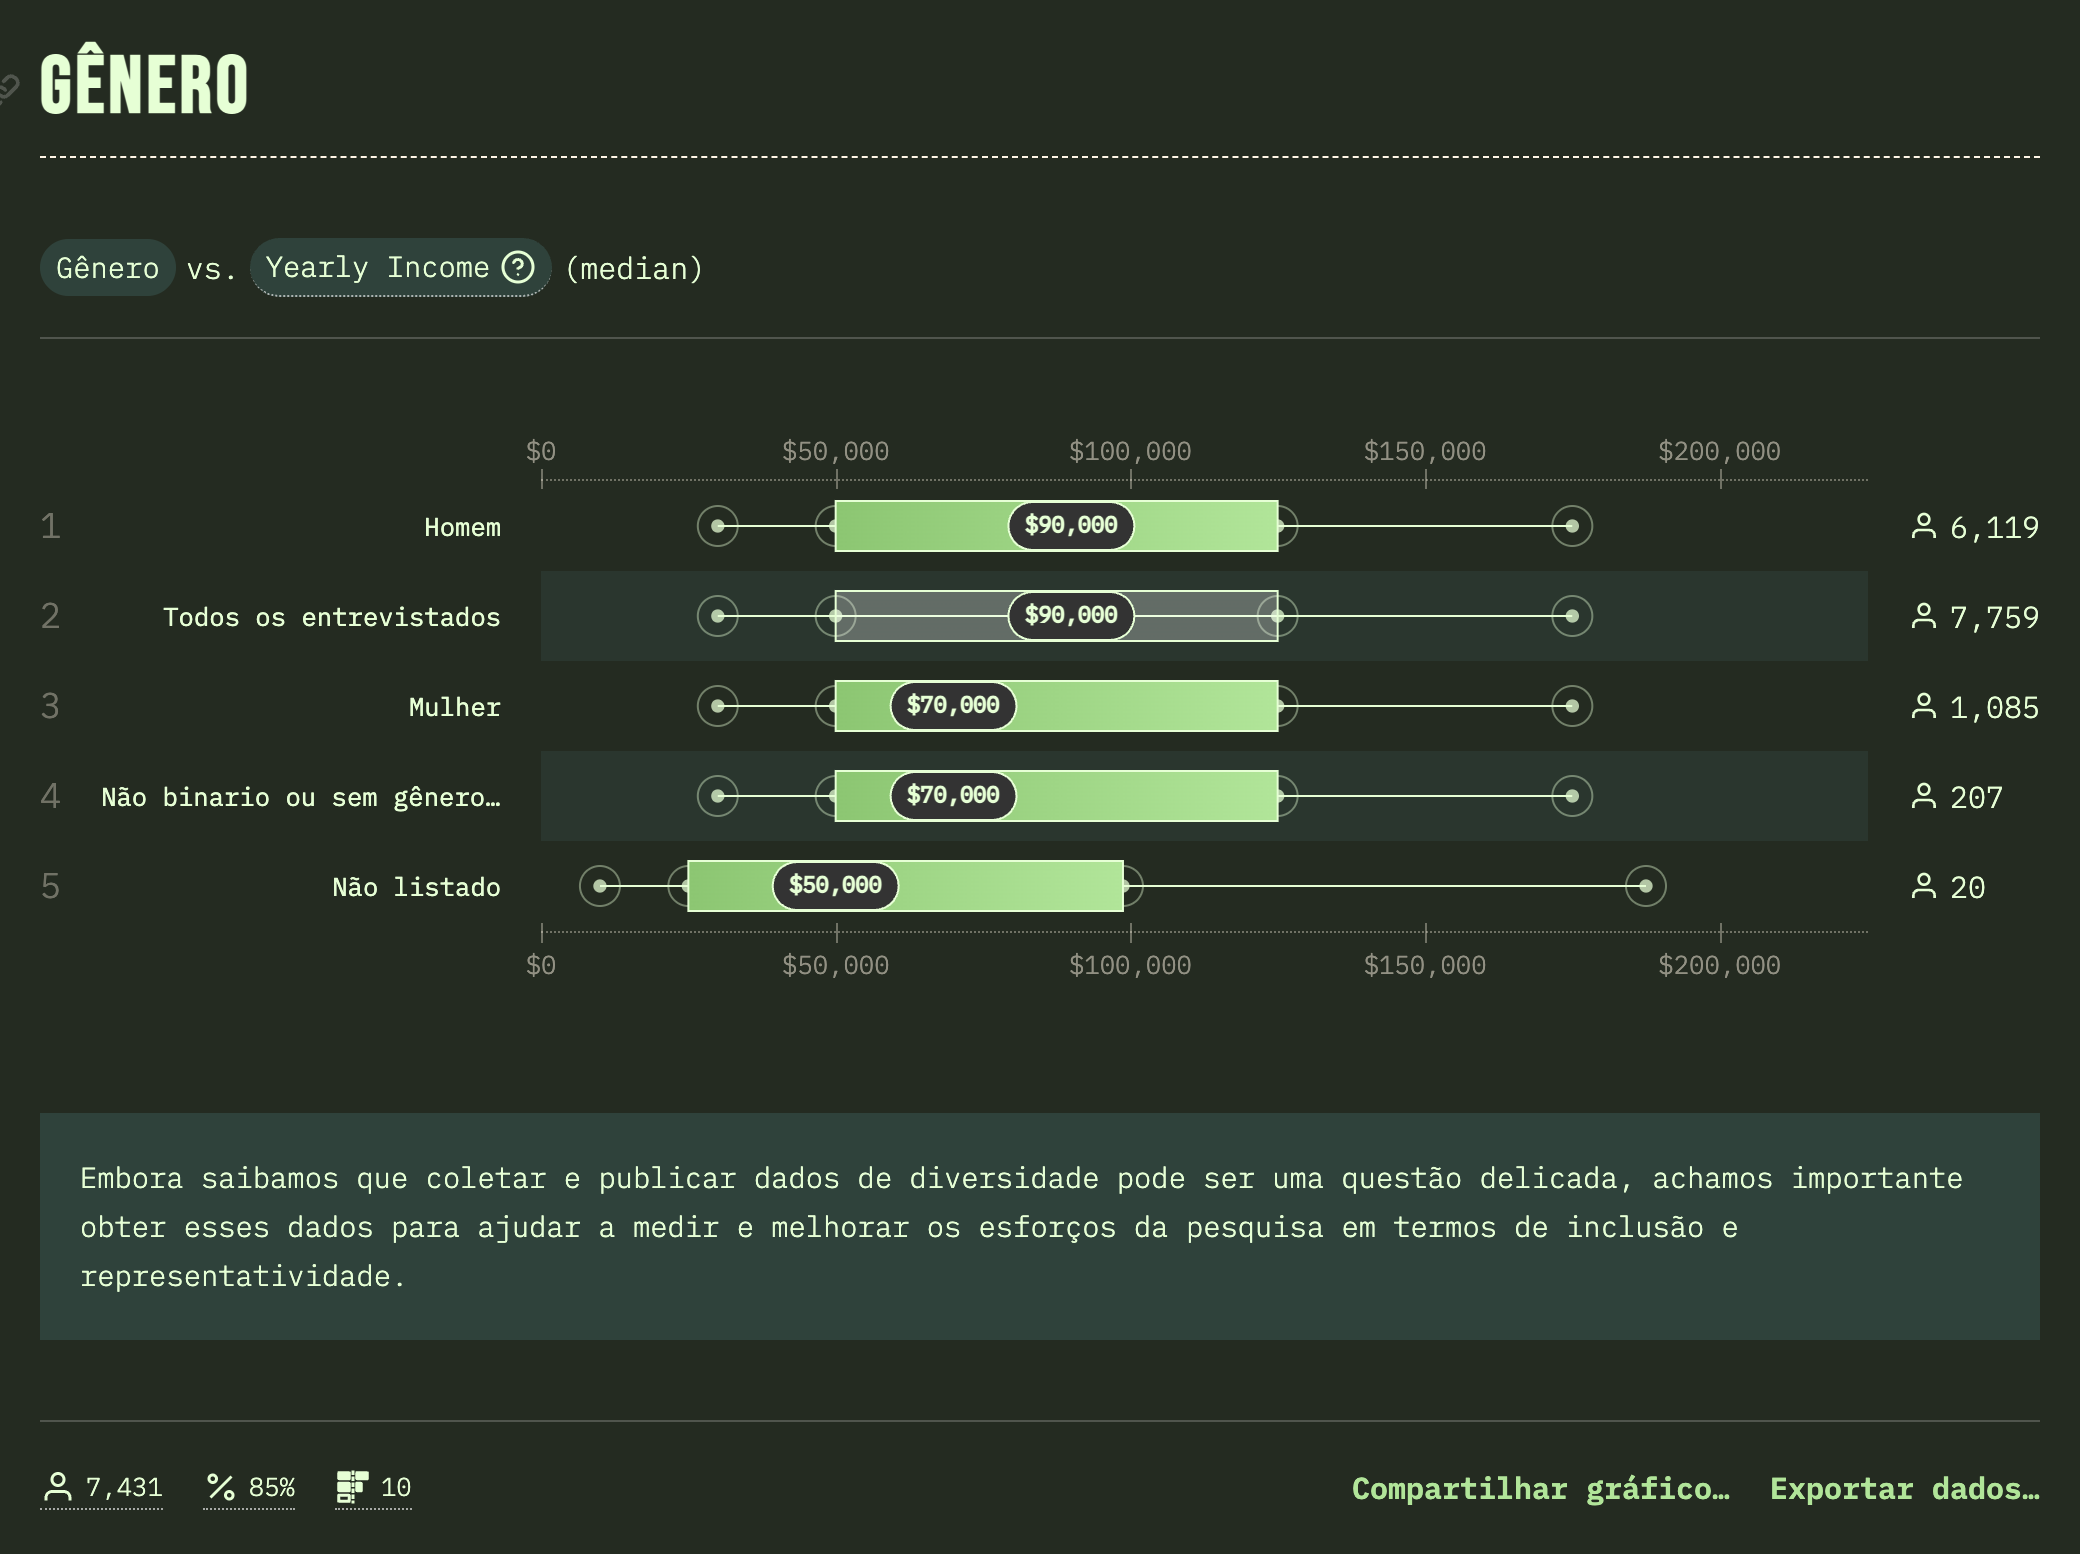 GÊNERO
Gênero vs. Yearly Income (median)
$0 $50,000 $100,000 $150,000 $200,000
1 Homem $90,000 6,119
2 Todos os entrevistados $90,000 7,759
3 Mulher $70,000 1,085
4 Não binario ou sem gênero… $70,000 207
5 Não listado $50,000 20
$0 $50,000 $100,000 $150,000 $200,000
Embora saibamos que coletar e publicar dados de diversidade pode ser uma questão delicada, achamos importante
obter esses dados para ajudar a medir e melhorar os esforços da pesquisa em termos de inclusão e
representatividade.
7,431 85% 10 Compartilhar gráfico… Exportar dados…